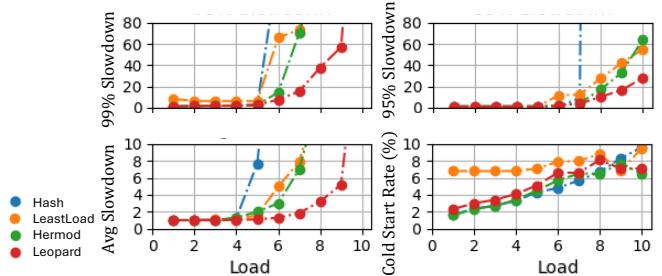 99% Slowdown
80
60
40
20
0
95% Slowdown
80
60
40
20
0
Avg Slowdown
10
8
6
4
2
0
0 2 4 6 8 10
Load
Cold Start Rate (%)
10
8
6
4
2
0
0 2 4 6 8 10
Load
Hash
LeastLoad
Hermod
Leopard